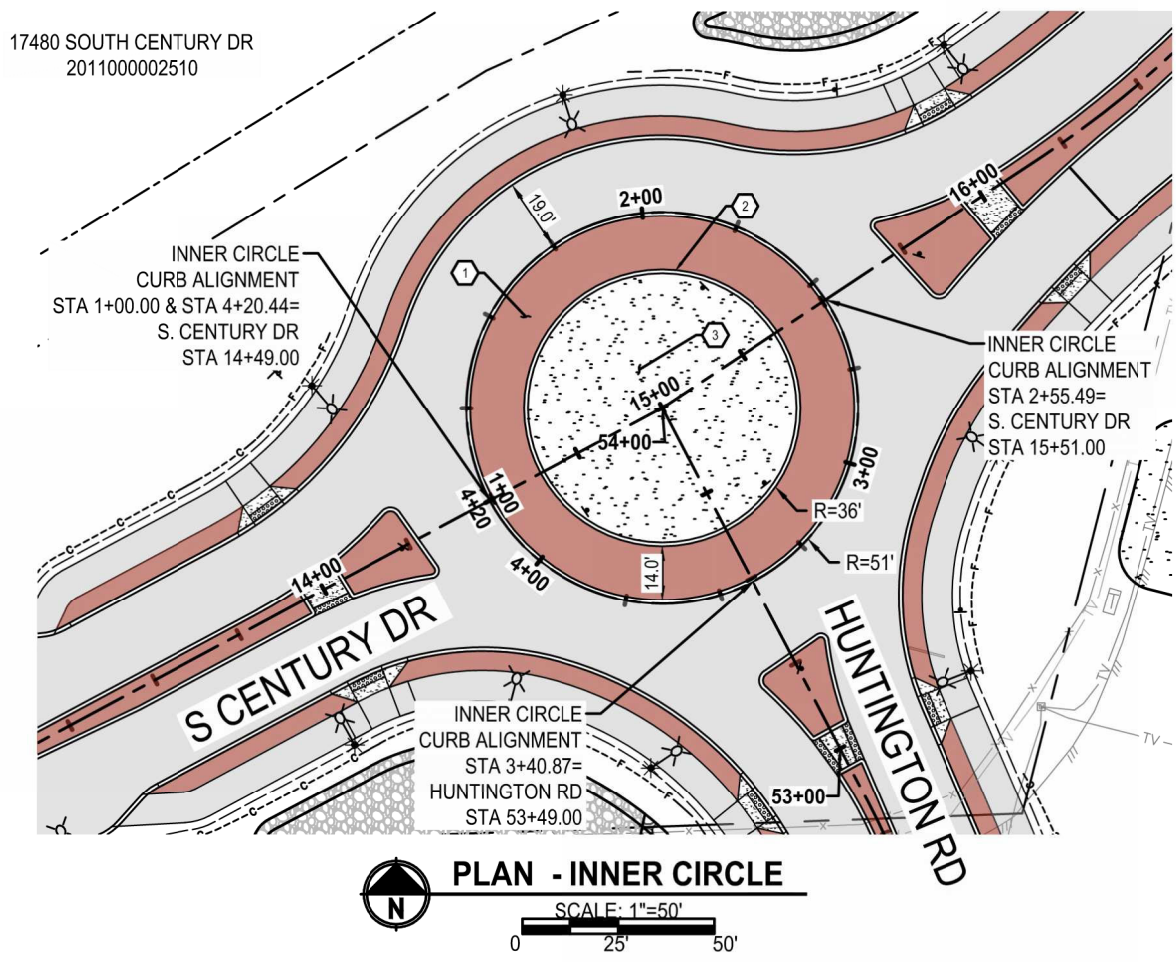 17480 SOUTH CENTURY DR
2011000002510
F
F
F
16+00
2+00
2
19.0'
INNER CIRCLE
CURB ALIGNMENT
STA 1+00.00 & STA 4+20.44=
S. CENTURY DR
STA 14+49.00
1
3
INNER CIRCLE
CURB ALIGNMENT
STA 2+55.49=
S. CENTURY DR
STA 15+51.00
F
F
15+00
54+00
3+00
1+00
4+20
R=36'
R=51'
4+00
14.0'
14+00
C
C
C
F
TV
TV
TV
TV
X
X
X
S CENTURY DR
HUNTINGTON RD
INNER CIRCLE
CURB ALIGNMENT
STA 3+40.87=
HUNTINGTON RD
STA 53+49.00
53+00
C
C
C
F
F
F
PLAN - INNER CIRCLE
N
SCALE: 1"=50'
0 25' 50'